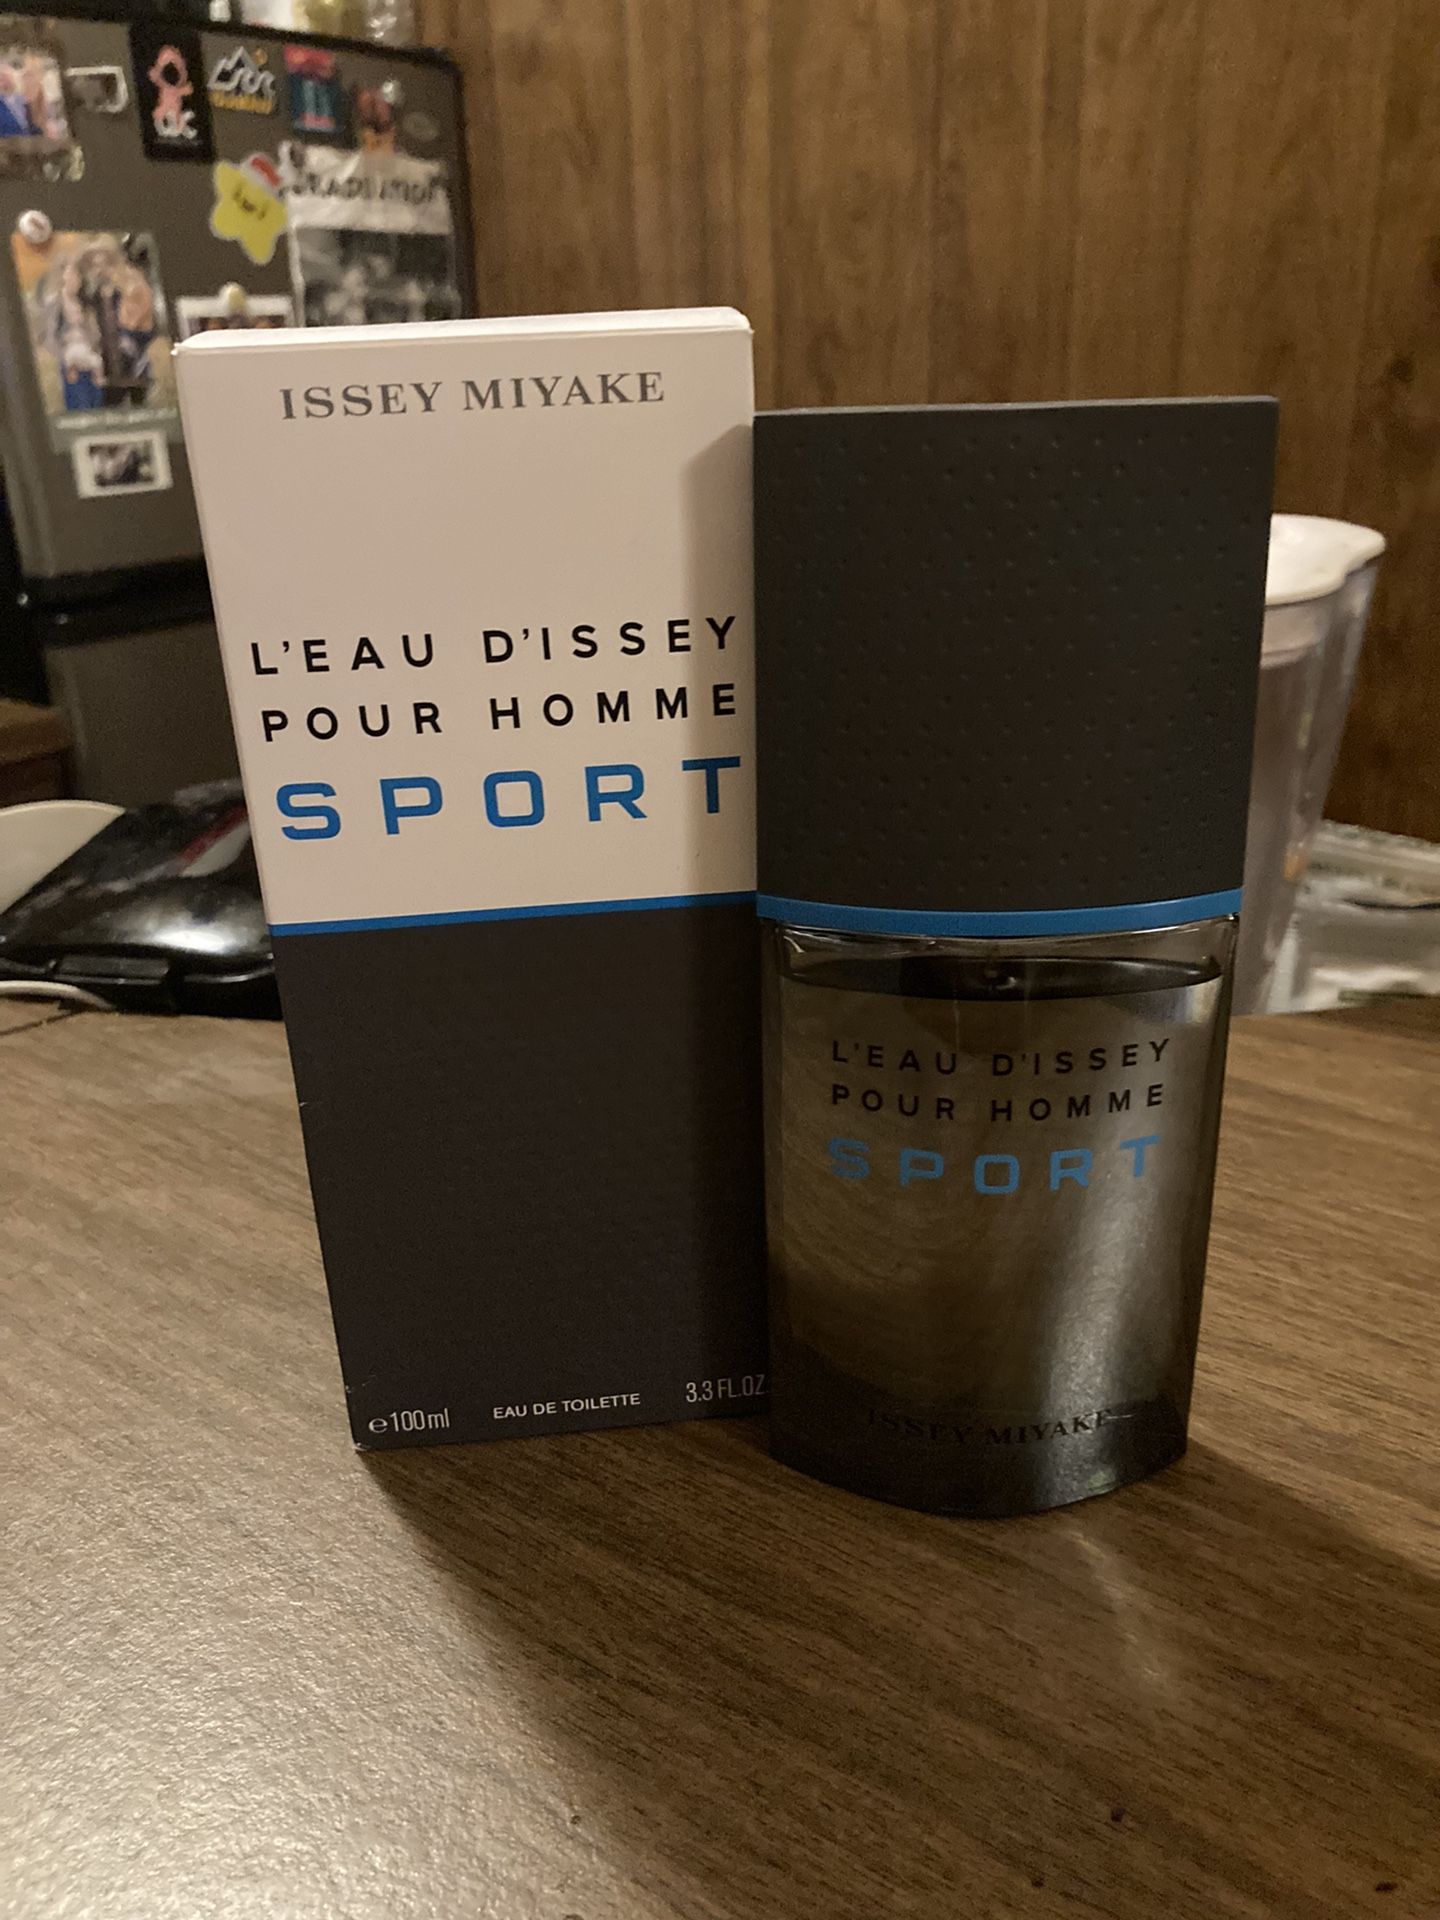 ISSEY MIYAKE
L'EAU D'ISSEY
POUR HOMME
SPORT
e100ml EAU DE TOILETTE 3.3 FL.OZ.
L'EAU D'ISSEY
POUR HOMME
SPORT
ISSEY MIYAKE